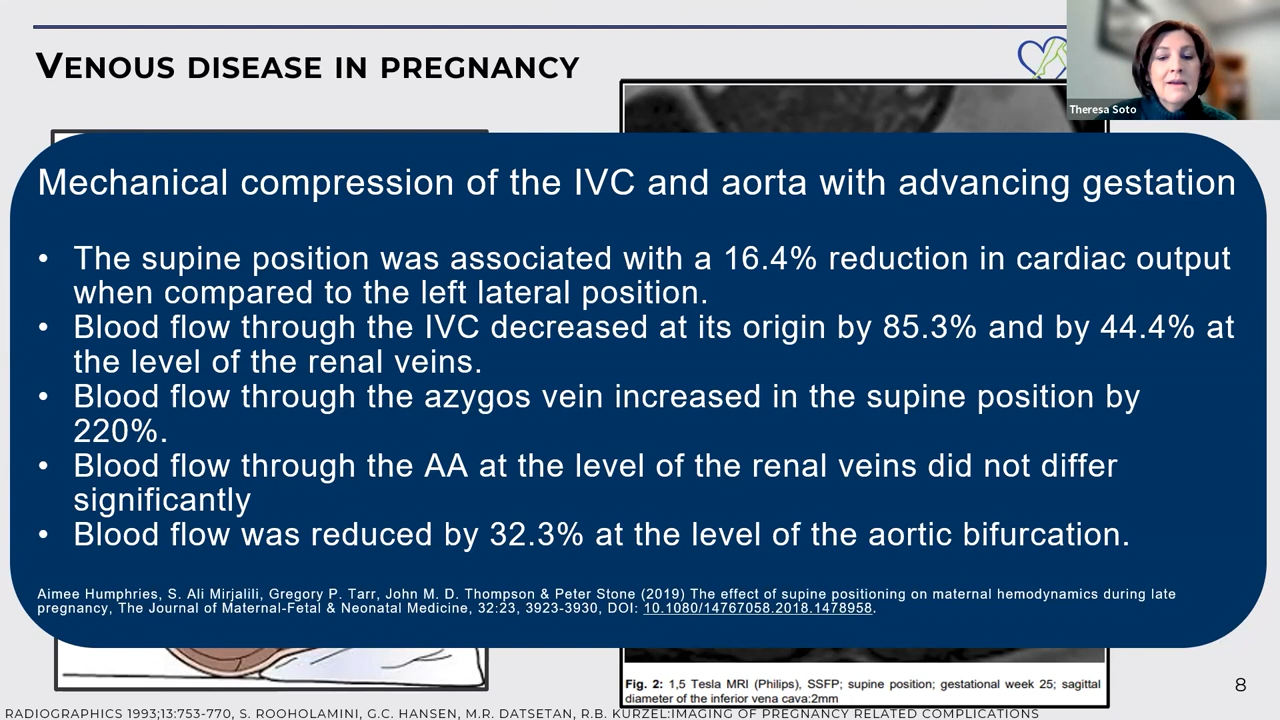 VENOUS DISEASE IN PREGNANCY
Theresa Soto
Mechanical compression of the IVC and aorta with advancing gestation
• The supine position was associated with a 16.4% reduction in cardiac output
when compared to the left lateral position.
• Blood flow through the IVC decreased at its origin by 85.3% and by 44.4% at
the level of the renal veins.
• Blood flow through the azygos vein increased in the supine position by
220%.
• Blood flow through the AA at the level of the renal veins did not differ
significantly
• Blood flow was reduced by 32.3% at the level of the aortic bifurcation.
Aimee Humphries, S. Ali Mirjalili, Gregory P. Tarr, John M. D. Thompson & Peter Stone (2019) The effect of supine positioning on maternal hemodynamics during late
pregnancy, The Journal of Maternal-Fetal & Neonatal Medicine, 32:23, 3923-3930, DOI: 10.1080/14767058.2018.1478958.
Fig. 2: 1,5 Tesla MRI (Philips), SSFP; supine position; gestational week 25; sagittal
diameter of the inferior vena cava:2mm
8
RADIOGRAPHICS 1993;13:753-770, S. ROOHOLAMINI, G.C. HANSEN, M.R. DATSETAN, R.B. KURZEL:IMAGING OF PREGNANCY RELATED COMPLICATIONS